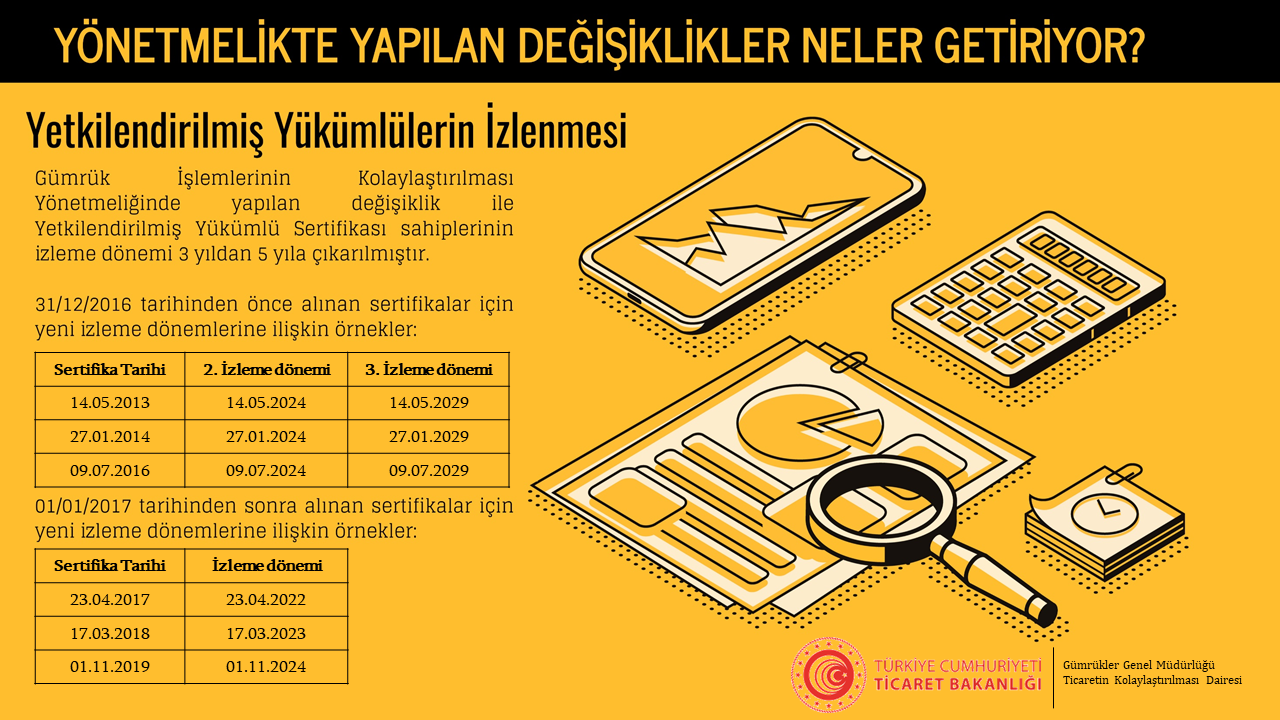 YÖNETMELİKTE YAPILAN DEĞİŞİKLİKLER NELER GETİRİYOR?
Yetkilendirilmiş Yükümlülerin İzlenmesi
Gümrük İşlemlerinin Kolaylaştırılması
Yönetmeliğinde yapılan değişiklik ile
Yetkilendirilmiş Yükümlü Sertifikası sahiplerinin
izleme dönemi 3 yıldan 5 yıla çıkarılmıştır.
31/12/2016 tarihinden önce alınan sertifikalar için
yeni izleme dönemlerine ilişkin örnekler:
Sertifika Tarihi 2. İzleme dönemi 3. İzleme dönemi
14.05.2013 14.05.2024 14.05.2029
27.01.2014 27.01.2024 27.01.2029
09.07.2016 09.07.2024 09.07.2029
01/01/2017 tarihinden sonra alınan sertifikalar için
yeni izleme dönemlerine ilişkin örnekler:
Sertifika Tarihi İzleme dönemi
23.04.2017 23.04.2022
17.03.2018 17.03.2023
01.11.2019 01.11.2024
TÜRKİYE CUMHURİYETİ
TİCARET BAKANLIĞI
Gümrükler Genel Müdürlüğü
Ticaretin Kolaylaştırılması Dairesi